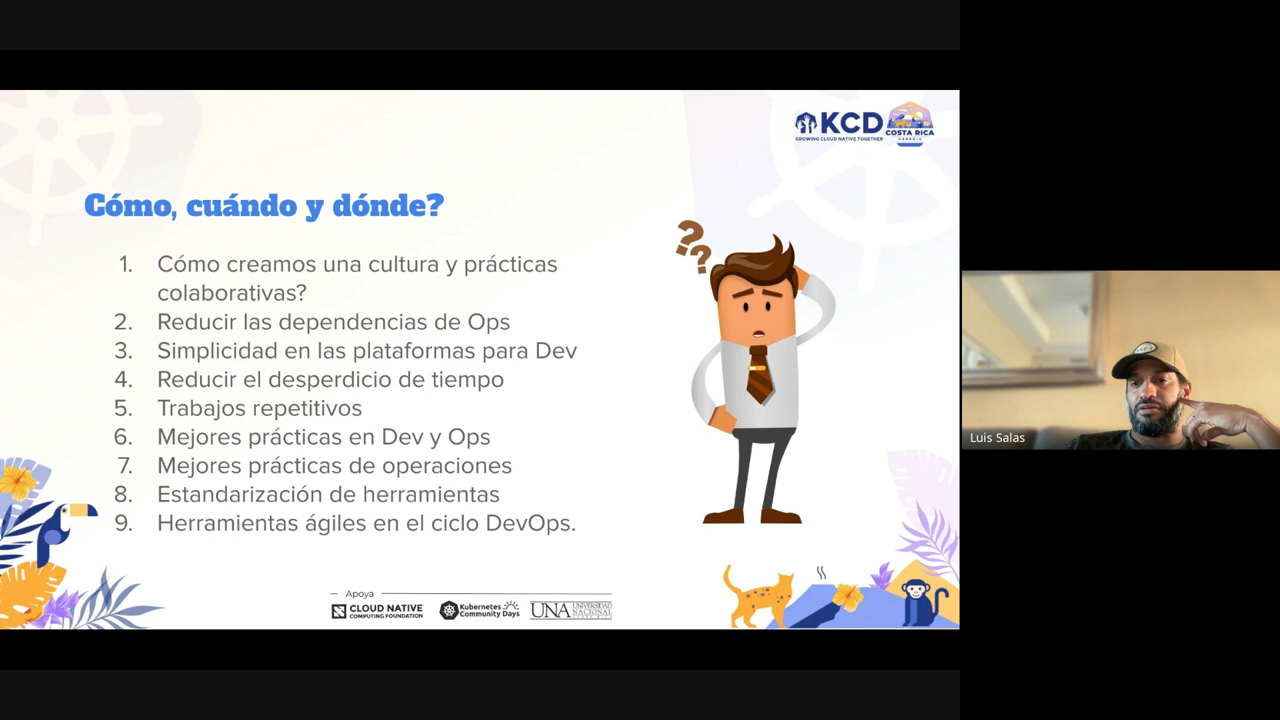 KCD
GROWING CLOUD NATIVE TOGETHER
COSTA RICA
HEREDIA
Cómo, cuándo y dónde?
??
1. Cómo creamos una cultura y prácticas
colaborativas?
2. Reducir las dependencias de Ops
3. Simplicidad en las plataformas para Dev
4. Reducir el desperdicio de tiempo
5. Trabajos repetitivos
6. Mejores prácticas en Dev y Ops
7. Mejores prácticas de operaciones
8. Estandarización de herramientas
9. Herramientas ágiles en el ciclo DevOps.
Luis Salas
Apoya
CLOUD NATIVE
COMPUTING FOUNDATION
Kubernetes
Community Days
UNA UNIVERSIDAD
NACIONAL
COSTA RICA